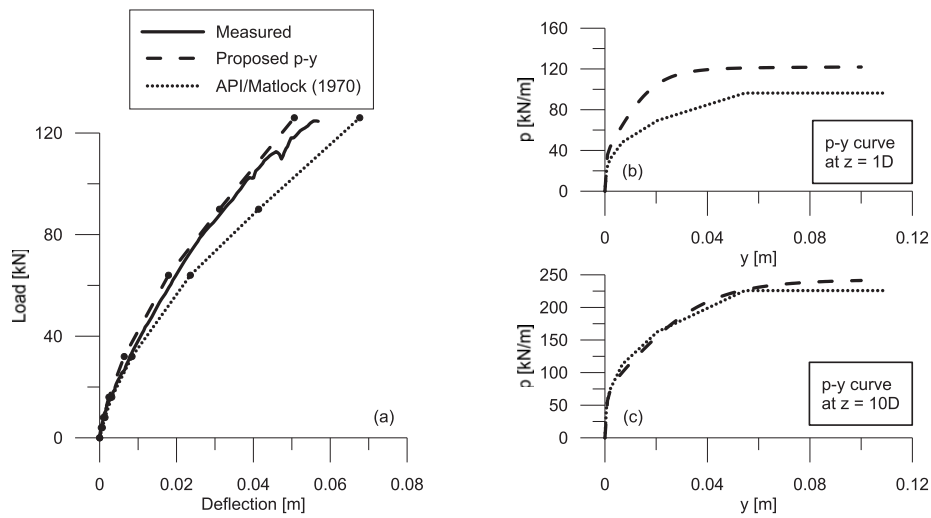 Measured
Proposed p-y
API/Matlock (1970)
120
80
40
0
Load [kN]
(a)
0
0.02
0.04
0.06
0.08
Deflection [m]
160
120
80
40
0
p [kN/m]
(b)
p-y curve
at z = 1D
0
0.04
0.08
0.12
y [m]
250
200
150
100
50
0
p [kN/m]
(c)
p-y curve
at z = 10D
0
0.04
0.08
0.12
y [m]